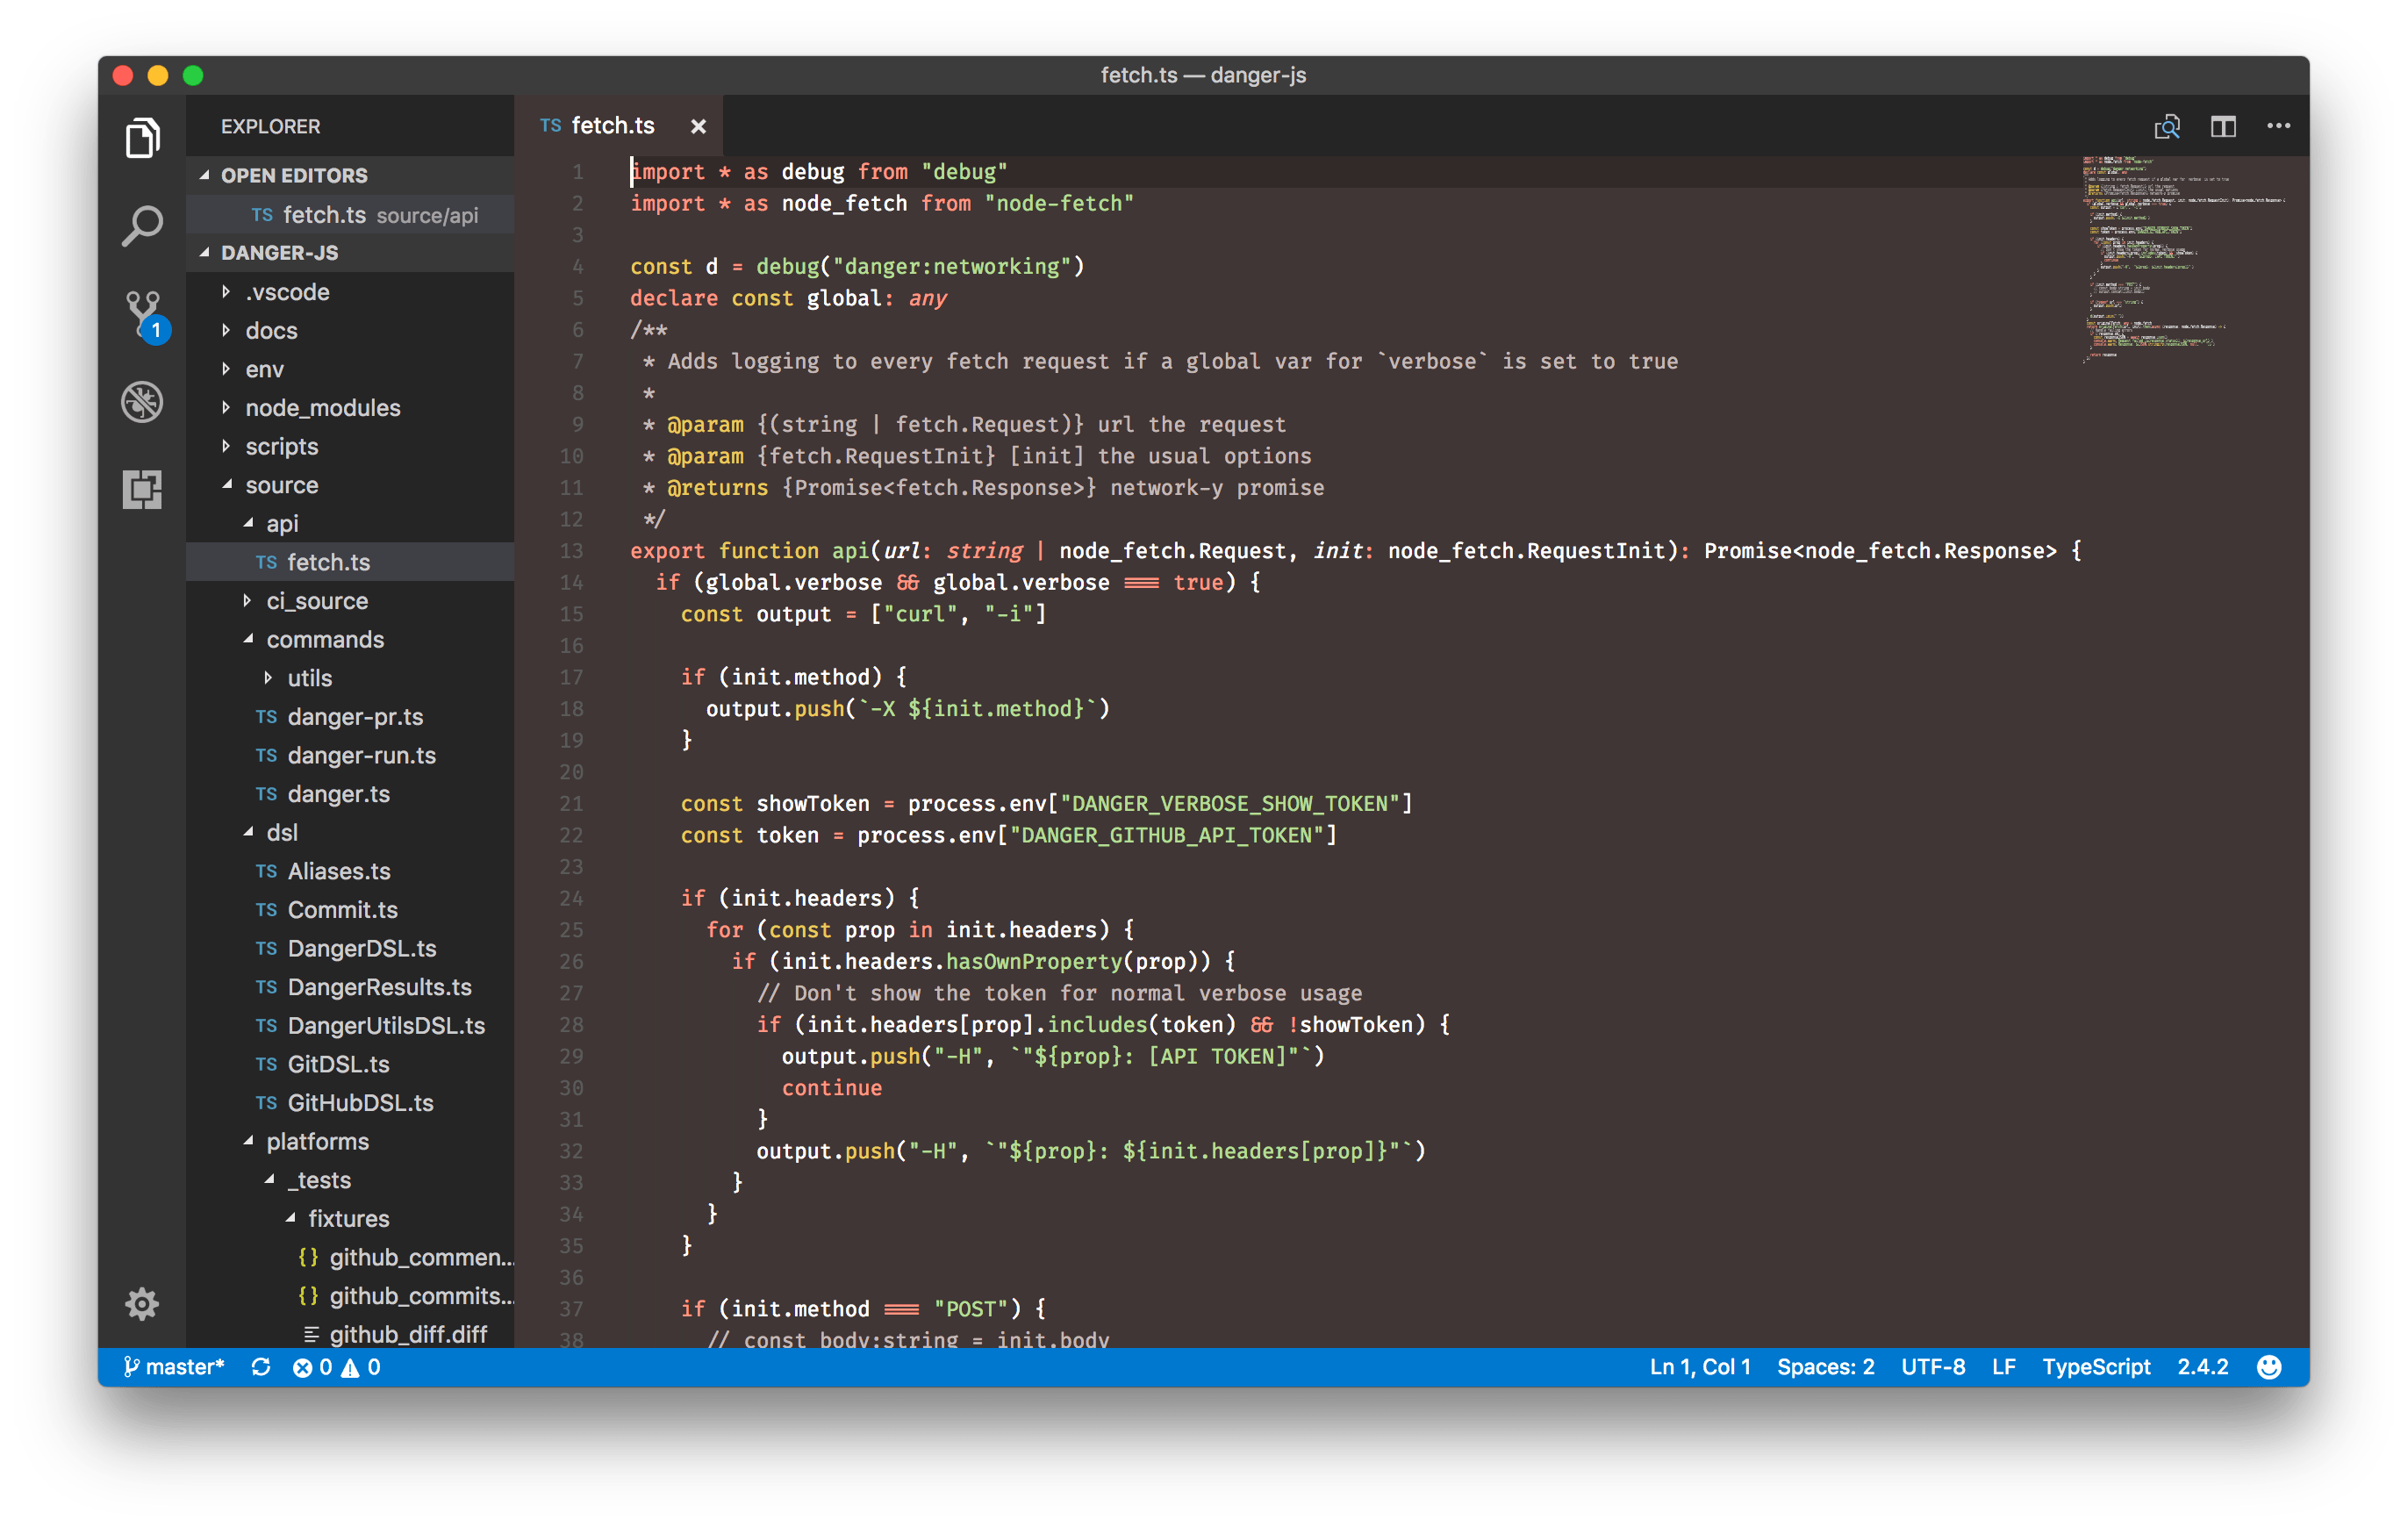 fetch.ts — danger-js
EXPLORER
OPEN EDITORS
TS fetch.ts source/api
DANGER-JS
.vscode
docs
env
node_modules
scripts
source
api
TS fetch.ts
ci_source
commands
utils
TS danger-pr.ts
TS danger-run.ts
TS danger.ts
dsl
TS Aliases.ts
TS Commit.ts
TS DangerDSL.ts
TS DangerResults.ts
TS DangerUtilsDSL.ts
TS GitDSL.ts
TS GitHubDSL.ts
platforms
_tests
fixtures
{} github_commen...
{} github_commits...
github_diff.diff
1
TS fetch.ts
1 import * as debug from "debug"
2 import * as node_fetch from "node-fetch"
3
4 const d = debug("danger:networking")
5 declare const global: any
6 /**
7  * Adds logging to every fetch request if a global var for `verbose` is set to true
8  *
9  * @param {(string | fetch.Request)} url the request
10  * @param {fetch.RequestInit} [init] the usual options
11  * @returns {Promise<fetch.Response>} network-y promise
12  */
13 export function api(url: string | node_fetch.Request, init: node_fetch.RequestInit): Promise<node_fetch.Response> {
14   if (global.verbose && global.verbose === true) {
15     const output = ["curl", "-i"]
16
17     if (init.method) {
18       output.push(`-X ${init.method}`)
19     }
20
21     const showToken = process.env["DANGER_VERBOSE_SHOW_TOKEN"]
22     const token = process.env["DANGER_GITHUB_API_TOKEN"]
23
24     if (init.headers) {
25       for (const prop in init.headers) {
26         if (init.headers.hasOwnProperty(prop)) {
27           // Don't show the token for normal verbose usage
28           if (init.headers[prop].includes(token) && !showToken) {
29             output.push("-H", `"${prop}: [API TOKEN]"`)
30             continue
31           }
32           output.push("-H", `"${prop}: ${init.headers[prop]}"`)
33         }
34       }
35     }
36
37     if (init.method === "POST") {
38       // const body:string = init.body
master* 0 0
Ln 1, Col 1 Spaces: 2 UTF-8 LF TypeScript 2.4.2